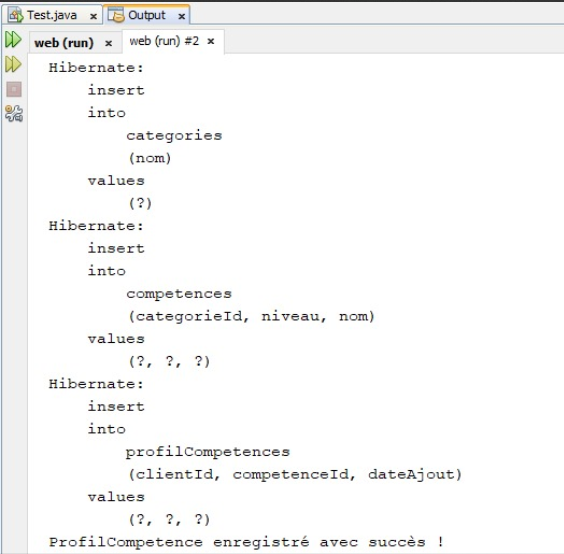 Test.java x Output x
web (run) x web (run) #2 x
Hibernate:
insert
into
categories
(nom)
values
(?)
Hibernate:
insert
into
competences
(categorieId, niveau, nom)
values
(?, ?, ?)
Hibernate:
insert
into
profilCompetences
(clientId, competenceId, dateAjout)
values
(?, ?, ?)
ProfilCompetence enregistré avec succès !